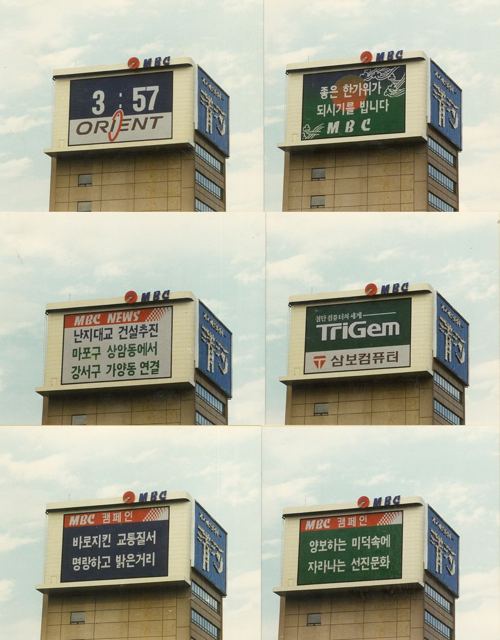 MBC
3 : 57
ORIENT
MBC
좋은 한가위가
되시기를 빕니다
MBC
MBC
MBC NEWS
난지대교 건설추진
마포구 상암동에서
강서구 가양동 연결
MBC
첨단 컴퓨터의 세계
TriGem
삼보컴퓨터
MBC
MBC 캠페인
바로지킨 교통질서
명랑하고 밝은거리
MBC
MBC 캠페인
양보하는 미덕속에
자라나는 선진문화